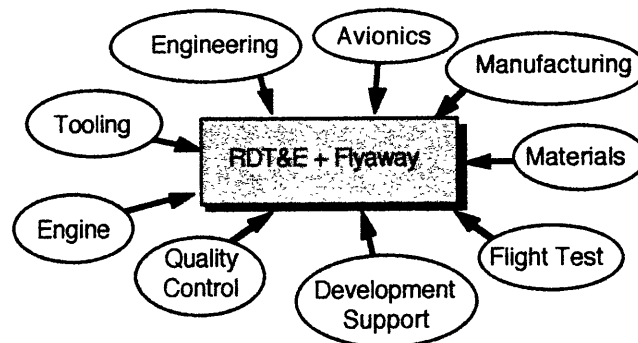 Engineering
Avionics
Manufacturing
Tooling
RDT&E + Flyaway
Materials
Engine
Quality
Control
Development
Support
Flight Test